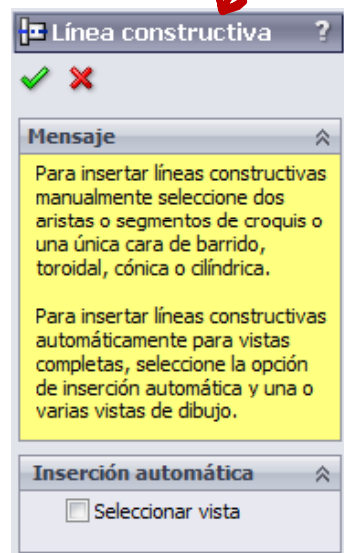 Línea constructiva ?
Mensaje
Para insertar líneas constructivas
manualmente seleccione dos
aristas o segmentos de croquis o
una única cara de barrido,
toroidal, cónica o cilíndrica.
Para insertar líneas constructivas
automáticamente para vistas
completas, seleccione la opción
de inserción automática y una o
varias vistas de dibujo.
Inserción automática
Seleccionar vista